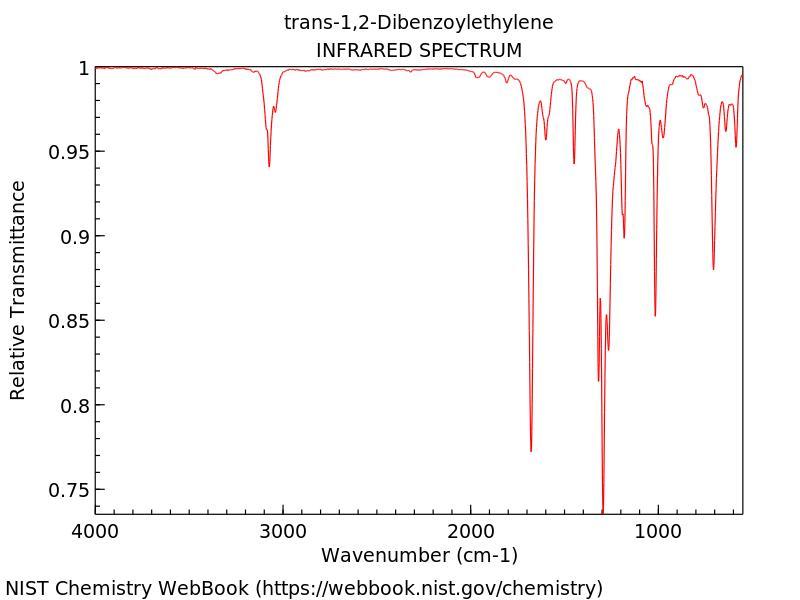 trans-1,2-Dibenzoylethylene
INFRARED SPECTRUM
1
0.95
0.9
0.85
0.8
0.75
Relative Transmittance
4000 3000 2000 1000
Wavenumber (cm-1)
NIST Chemistry WebBook (https://webbook.nist.gov/chemistry)